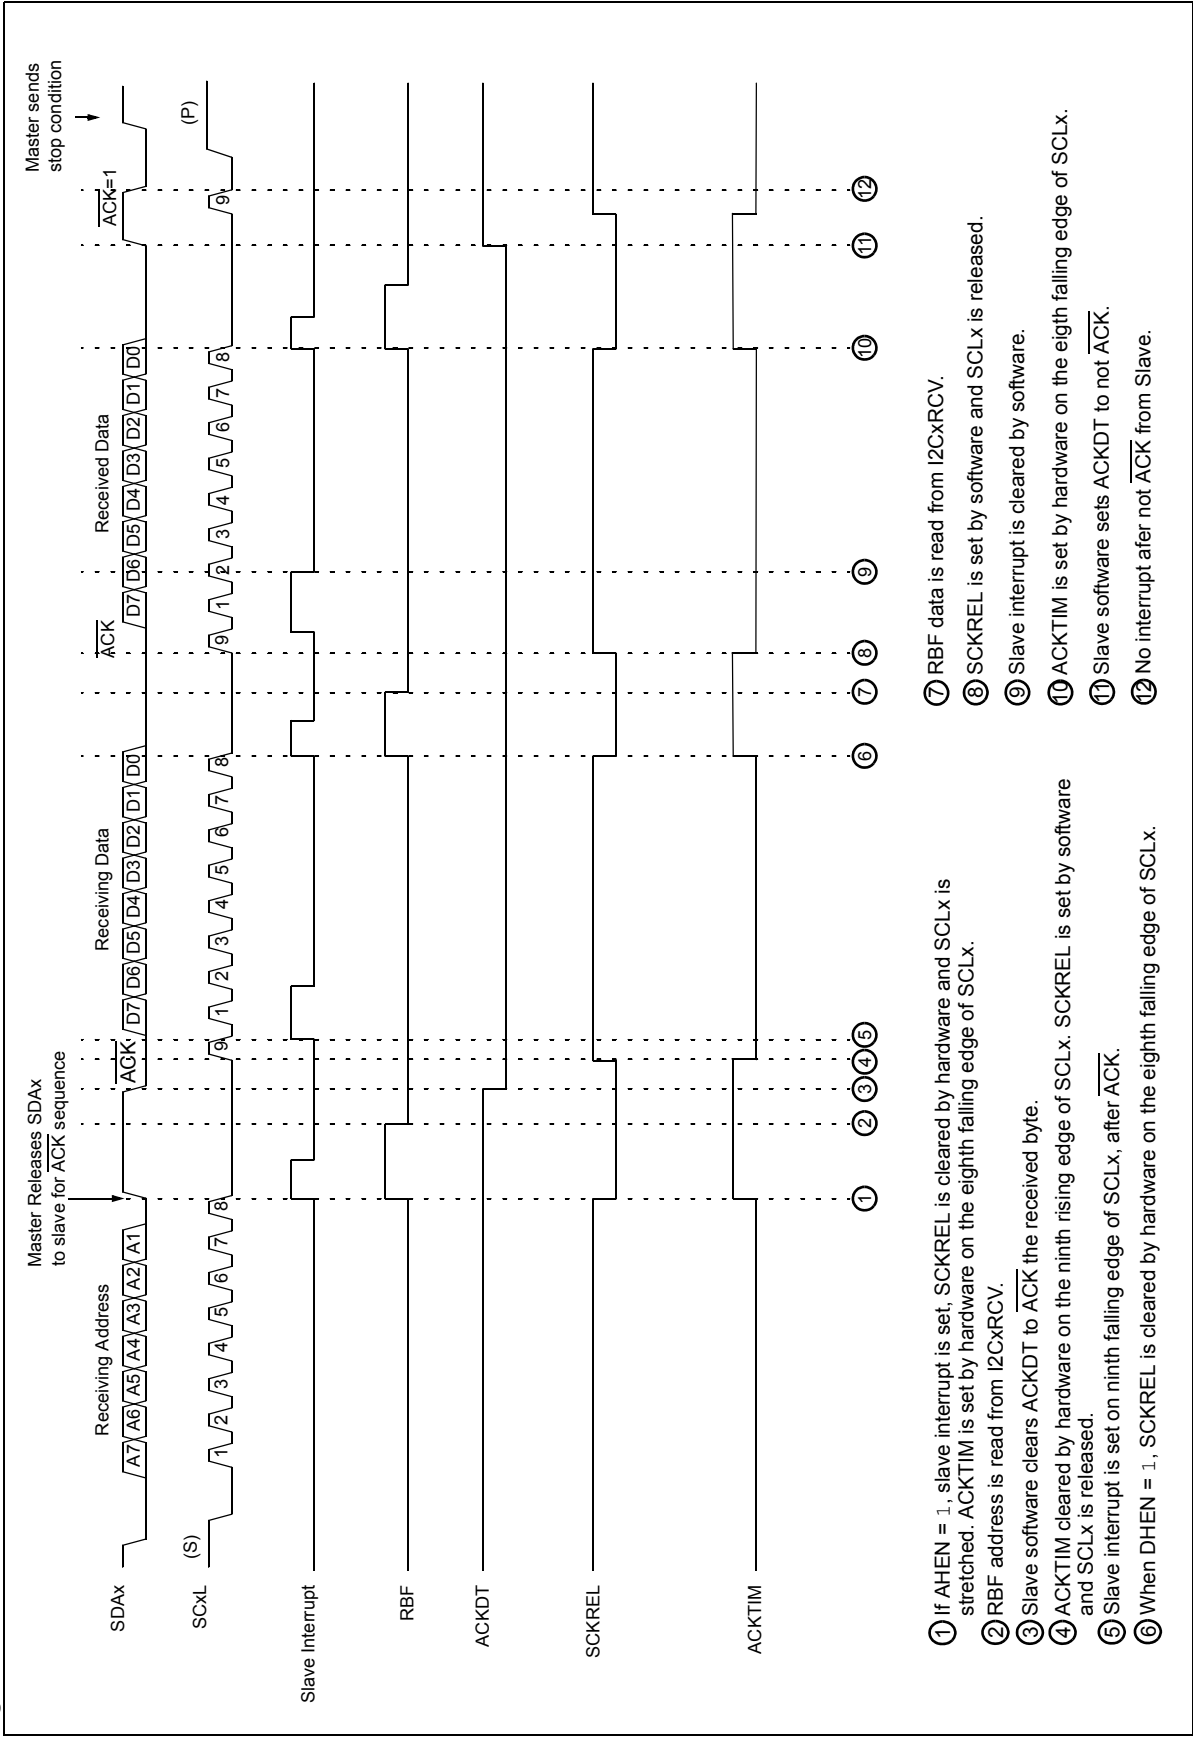 Master Releases SDAx
to slave for ACK sequence
Master sends
stop condition
Receiving Address
ACK
Receiving Data
ACK
Received Data
ACK=1
SDAx
A7 A6 A5 A4 A3 A2 A1
D7 D6 D5 D4 D3 D2 D1 D0
D7 D6 D5 D4 D3 D2 D1 D0
SCxL
(S)
1 2 3 4 5 6 7 8 9
1 2 3 4 5 6 7 8 9
1 2 3 4 5 6 7 8 9
(P)
Slave Interrupt
RBF
ACKDT
SCKREL
ACKTIM
1 2 3 4 5 6 7 8 9 10 11 12
1 If AHEN = 1, slave interrupt is set, SCKREL is cleared by hardware and SCLx is
stretched. ACKTIM is set by hardware on the eighth falling edge of SCLx.
2 RBF address is read from I2CxRCV.
3 Slave software clears ACKDT to ACK the received byte.
4 ACKTIM cleared by hardware on the ninth rising edge of SCLx. SCKREL is set by software
and SCLx is released.
5 Slave interrupt is set on ninth falling edge of SCLx, after ACK.
6 When DHEN = 1, SCKREL is cleared by hardware on the eighth falling edge of SCLx.
7 RBF data is read from I2CxRCV.
8 SCKREL is set by software and SCLx is released.
9 Slave interrupt is cleared by software.
10 ACKTIM is set by hardware on the eigth falling edge of SCLx.
11 Slave software sets ACKDT to not ACK.
12 No interrupt afer not ACK from Slave.